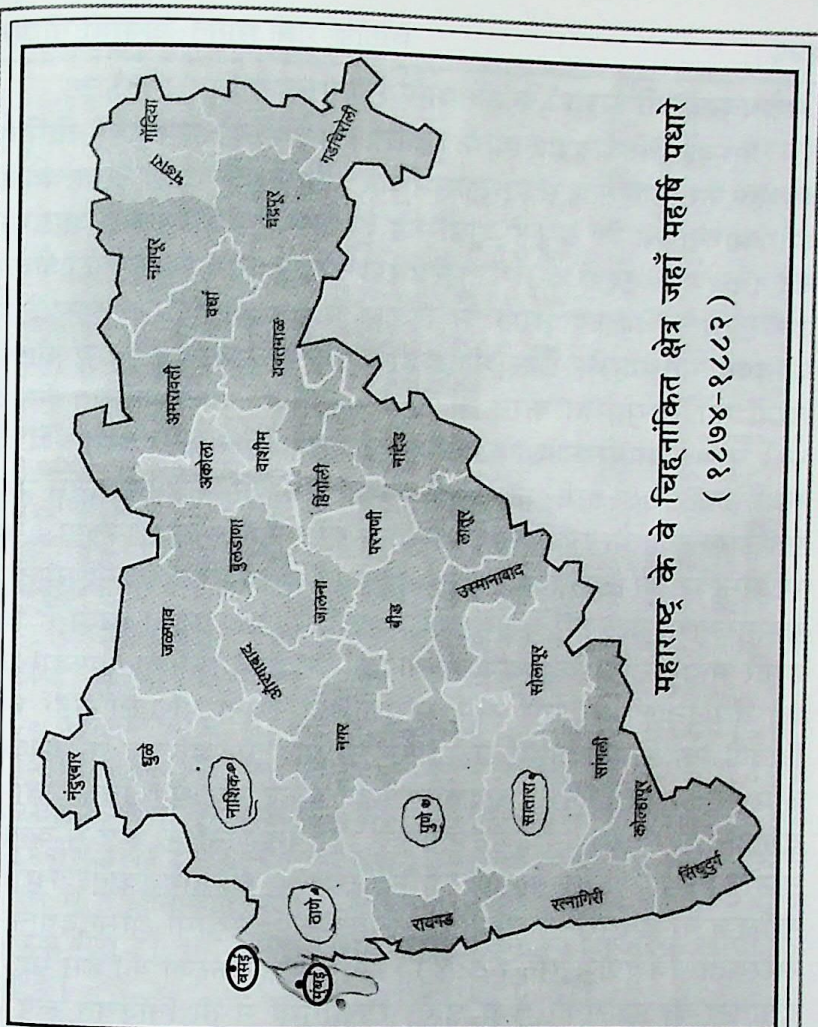 महाराष्ट्र के वे चिह्नांकित क्षेत्र जहाँ महर्षि पधारे
(१८७४-१८८२)
नंदुरबार
धुळे
जळगाव
नाशिक
औरंगाबाद
बुलडाणा
अकोला
अमरावती
नागपुर
भंडारा
गोंदिया
वर्धा
वाशीम
यवतमाळ
चंद्रपुर
गडचिरोली
वसई
मुंबई
ठाणे
नगर
जालना
हिंगोली
परभणी
नांदेड
बीड
लातुर
उस्मानाबाद
पुणे
रायगड
सातारा
सोलापुर
सांगली
कोल्हापुर
रत्नागिरी
सिंधुदुर्ग